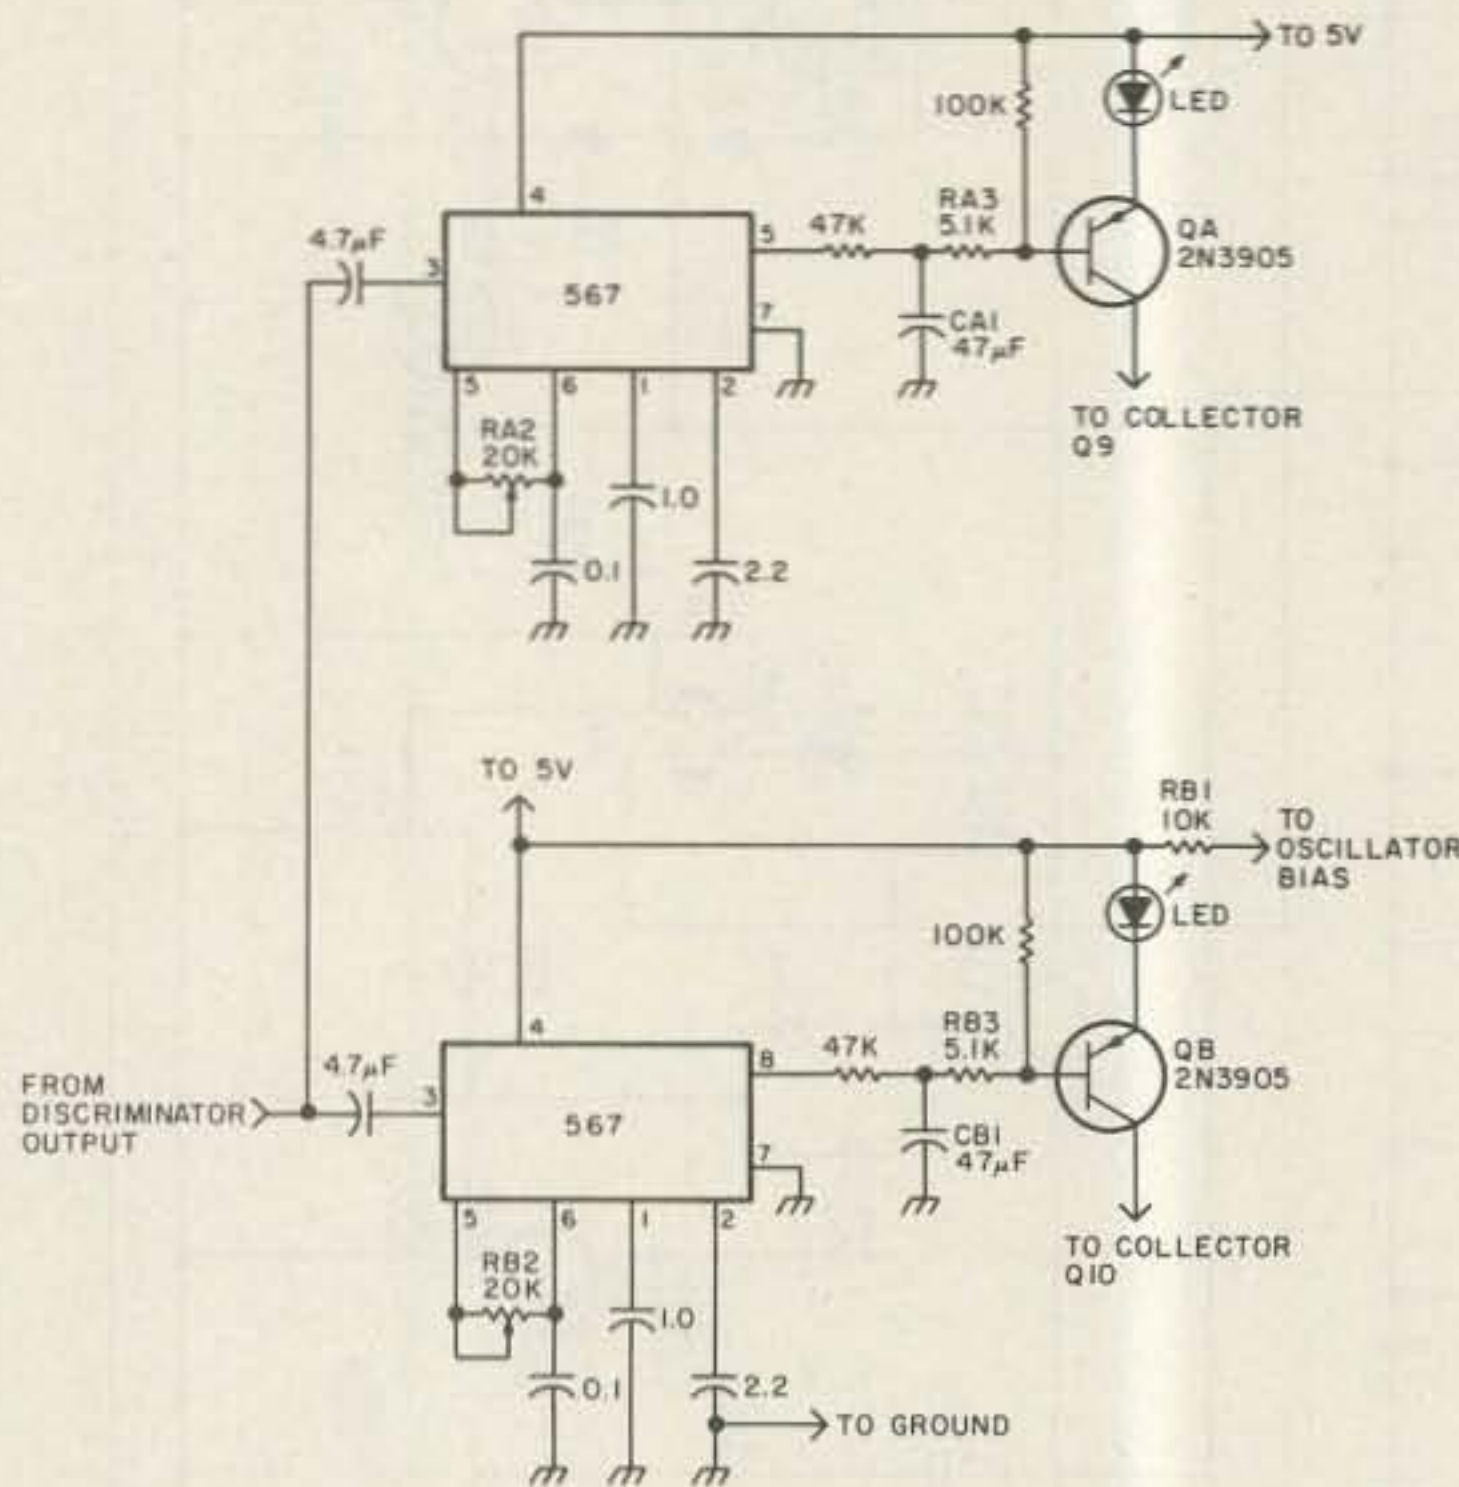 TO 5V
100K
LED
4
RA3
5.1K
47K
5
QA
2N3905
4.7µF
3
567
7
CA1
47µF
5
6
1
2
TO COLLECTOR
Q9
RA2
20K
1.0
0.1
2.2
TO 5V
RB1
10K
TO
OSCILLATOR
BIAS
100K
LED
4
RB3
5.1K
47K
8
QB
2N3905
4.7µF
3
FROM
DISCRIMINATOR
OUTPUT
567
CB1
47µF
7
5
6
1
2
TO COLLECTOR
Q10
RB2
20K
1.0
0.1
2.2
TO GROUND